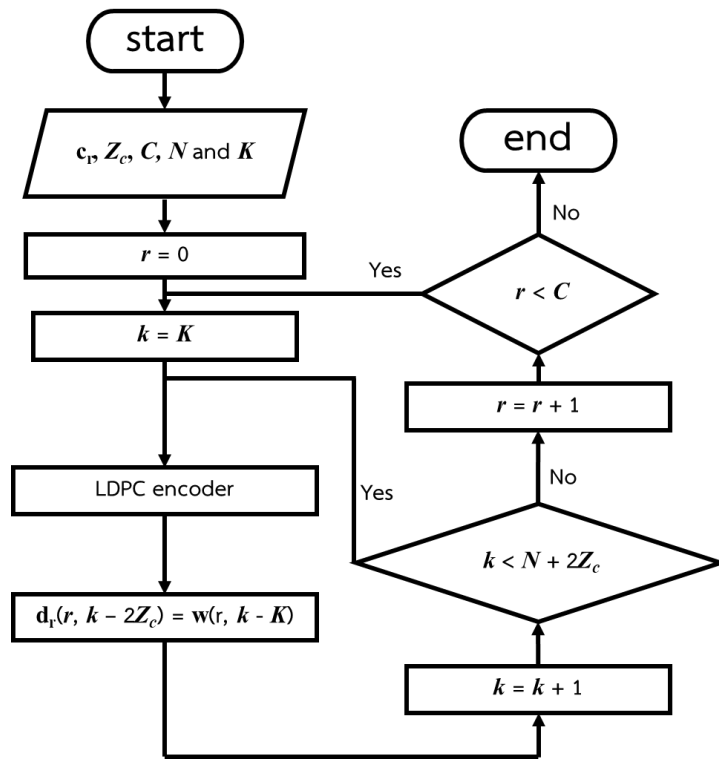 start
c_r, Z_c, C, N and K
r = 0
k = K
LDPC encoder
d_r(r, k – 2Z_c) = w(r, k - K)
k = k + 1
k < N + 2Z_c
Yes
No
r = r + 1
r < C
Yes
No
end